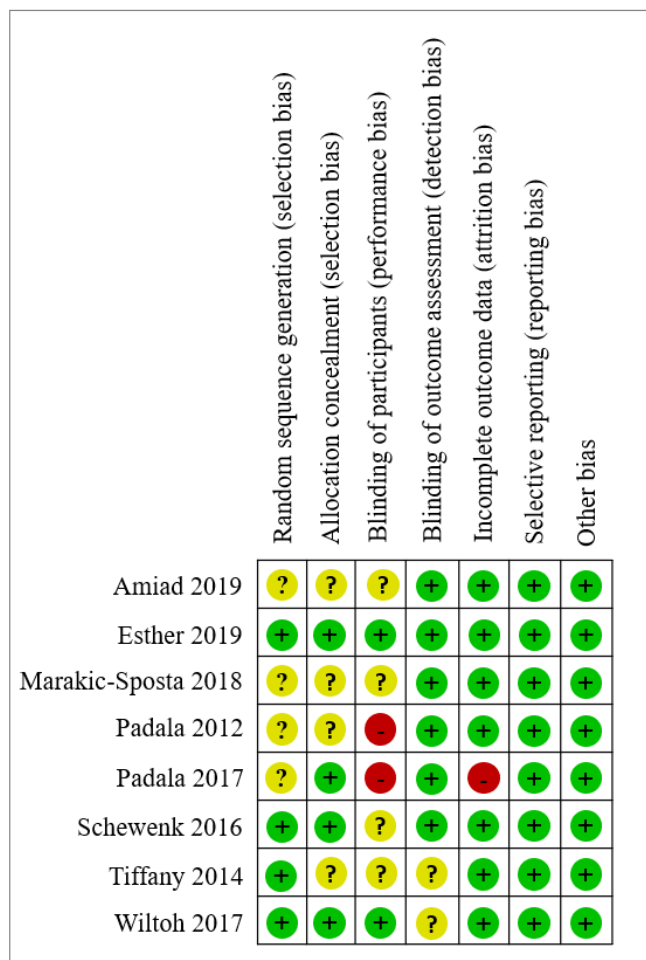 Random sequence generation (selection bias)
Allocation concealment (selection bias)
Blinding of participants (performance bias)
Blinding of outcome assessment (detection bias)
Incomplete outcome data (attrition bias)
Selective reporting (reporting bias)
Other bias
Amiad 2019 ? ? ? + + + +
Esther 2019 + + + + + + +
Marakic-Sposta 2018 ? ? ? + + + +
Padala 2012 ? ? - + + + +
Padala 2017 ? + - + - + +
Schewenk 2016 + + ? + + + +
Tiffany 2014 + ? ? ? + + +
Wiltoh 2017 + + + ? + + +